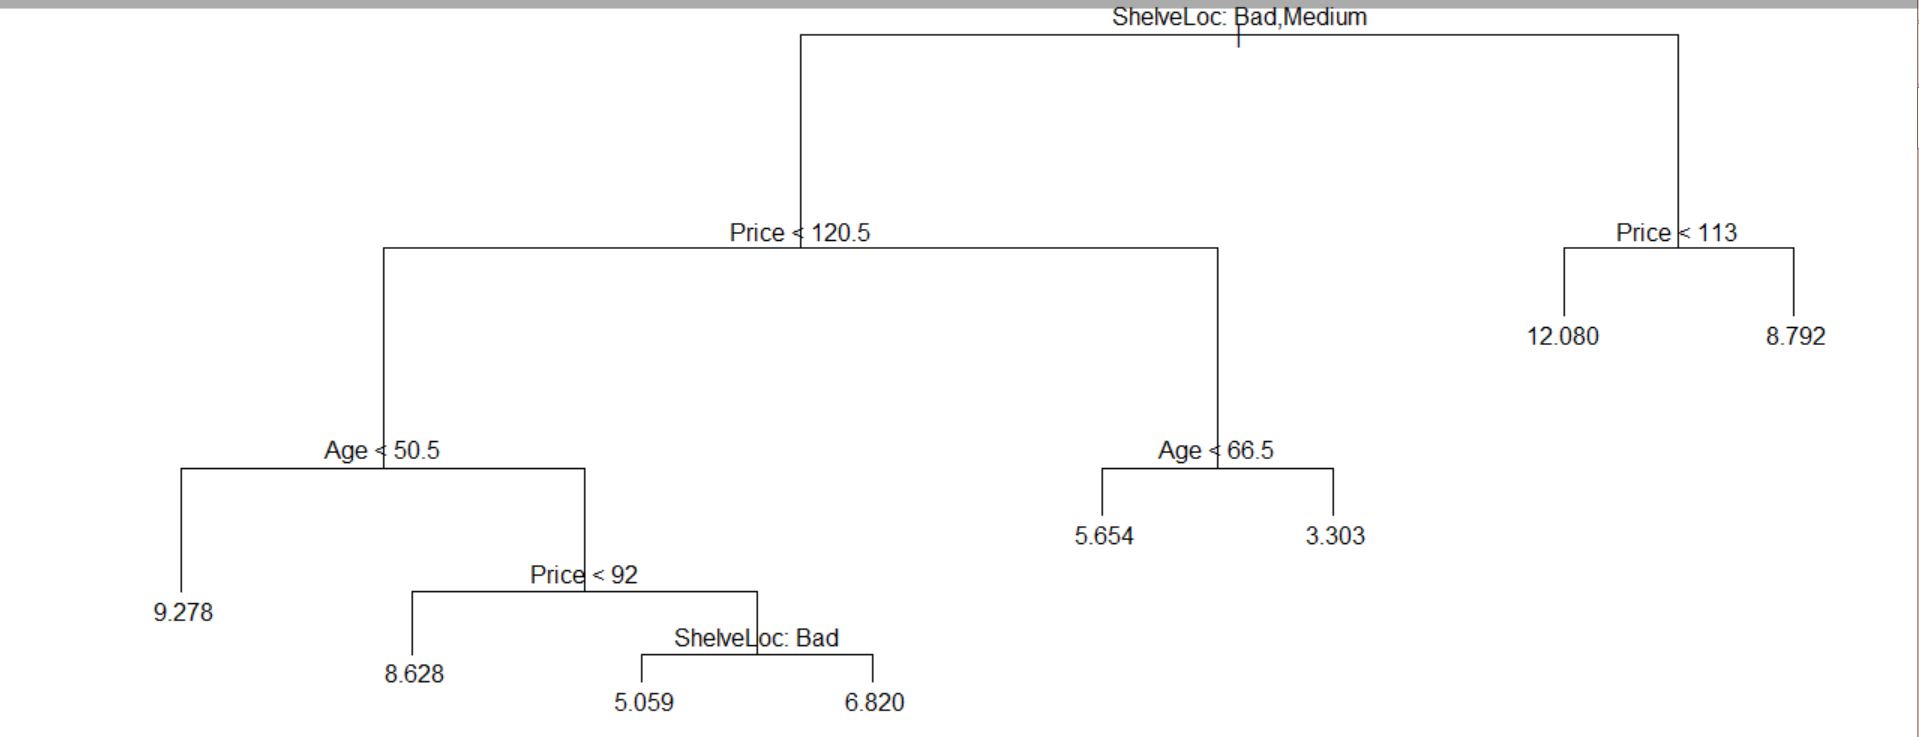 ShelveLoc: Bad,Medium
Price < 120.5
Price < 113
12.080
8.792
Age < 50.5
Age < 66.5
5.654
3.303
Price < 92
9.278
ShelveLoc: Bad
8.628
5.059
6.820